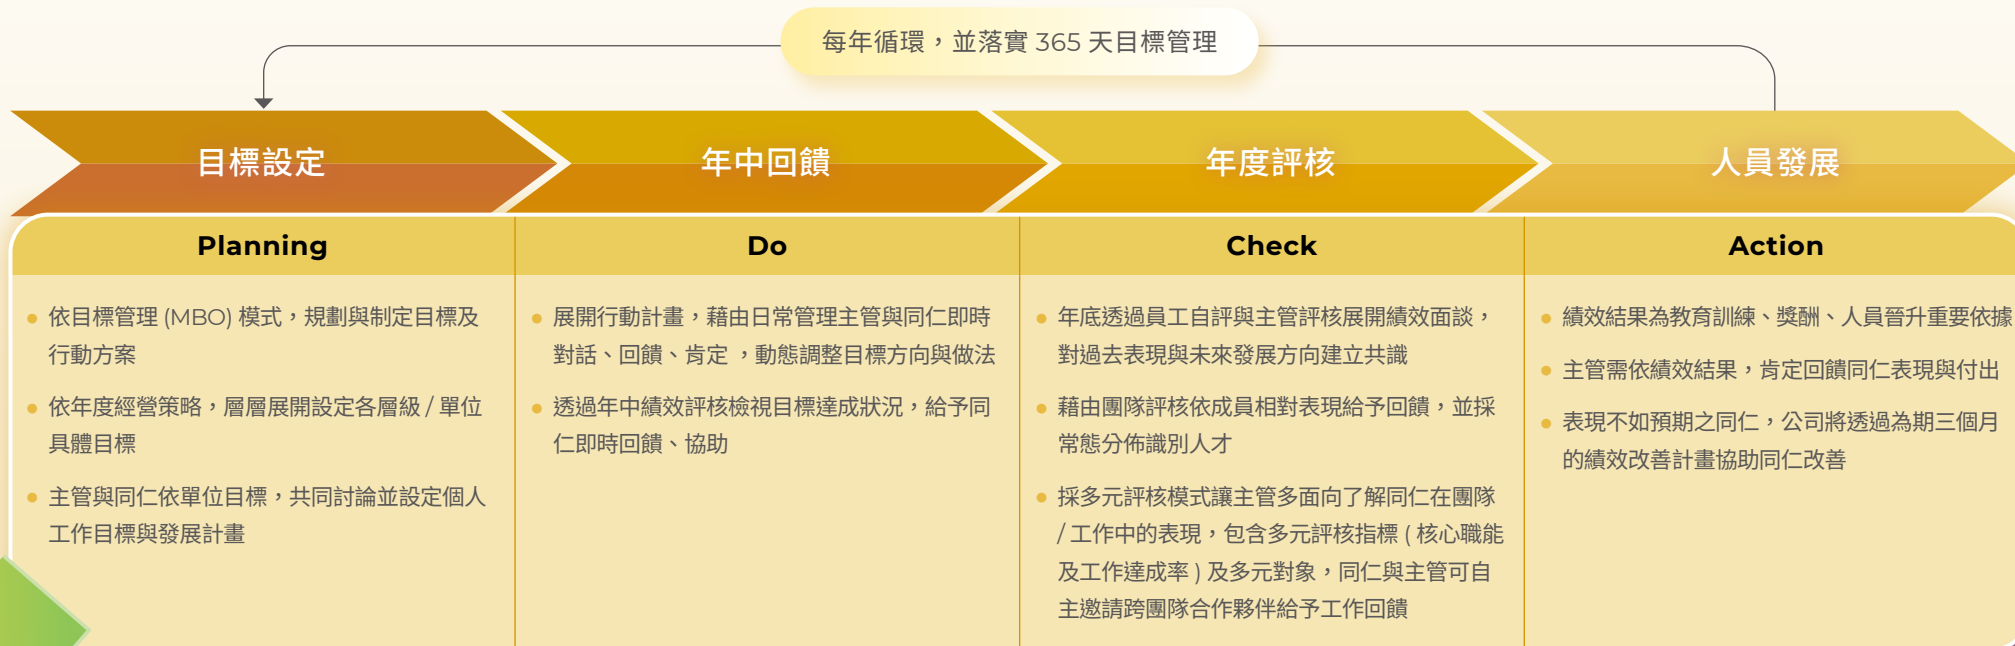 每年循環，並落實 365 天目標管理
目標設定
年中回饋
年度評核
人員發展
Planning
Do
Check
Action
依目標管理 (MBO) 模式，規劃與制定目標及
行動方案
依年度經營策略，層層展開設定各層級 / 單位
具體目標
主管與同仁依單位目標，共同討論並設定個人
工作目標與發展計畫
展開行動計畫，藉由日常管理主管與同仁即時
對話、回饋、肯定 ，動態調整目標方向與做法
透過年中績效評核檢視目標達成狀況，給予同
仁即時回饋、協助
年底透過員工自評與主管評核展開績效面談，
對過去表現與未來發展方向建立共識
藉由團隊評核依成員相對表現給予回饋，並採
常態分佈識別人才
採多元評核模式讓主管多面向了解同仁在團隊
/ 工作中的表現，包含多元評核指標 ( 核心職能
及工作達成率 ) 及多元對象，同仁與主管可自
主邀請跨團隊合作夥伴給予工作回饋
績效結果為教育訓練、獎酬、人員晉升重要依據
主管需依績效結果，肯定回饋同仁表現與付出
表現不如預期之同仁，公司將透過為期三個月
的績效改善計畫協助同仁改善